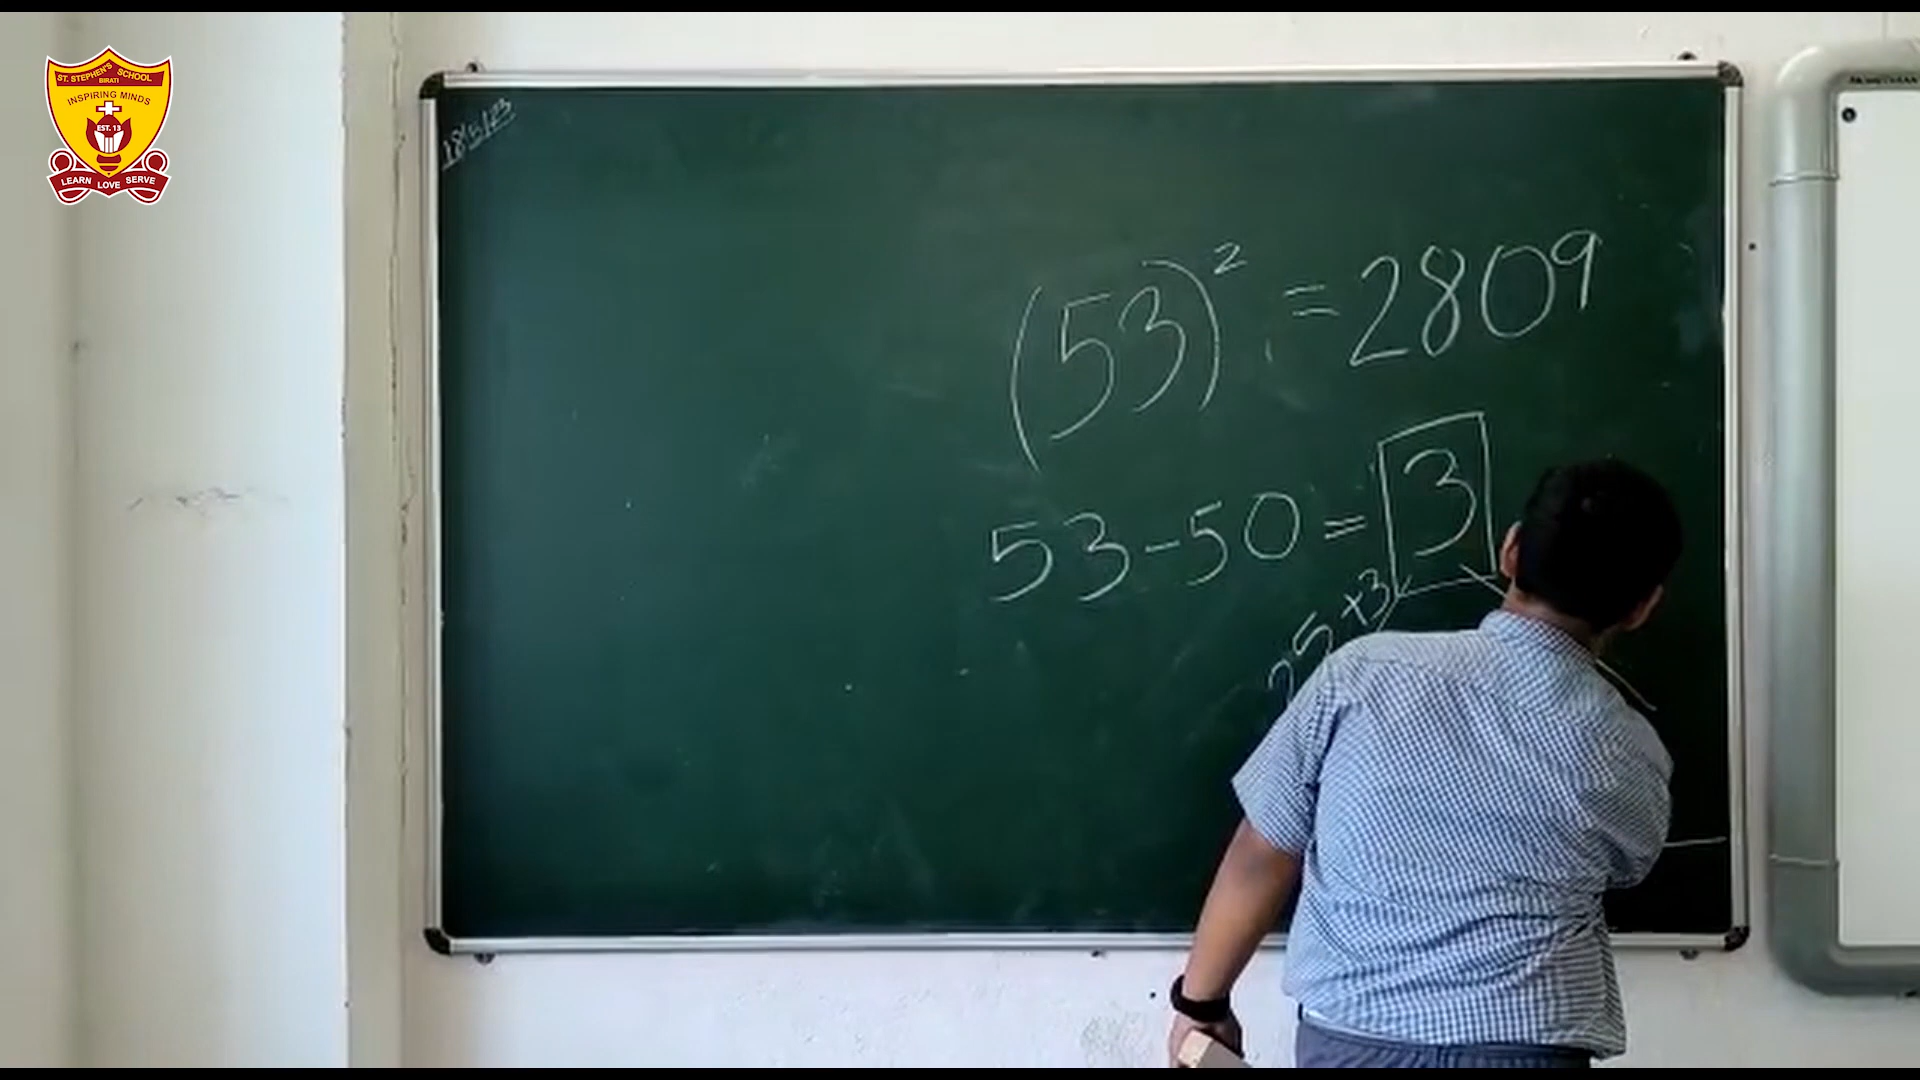 ST. STEPHEN'S SCHOOL
BIRATI
INSPIRING MINDS
EST. 13
LEARN LOVE SERVE
18/5/23
(53)² = 2809
53-50=3
25+3